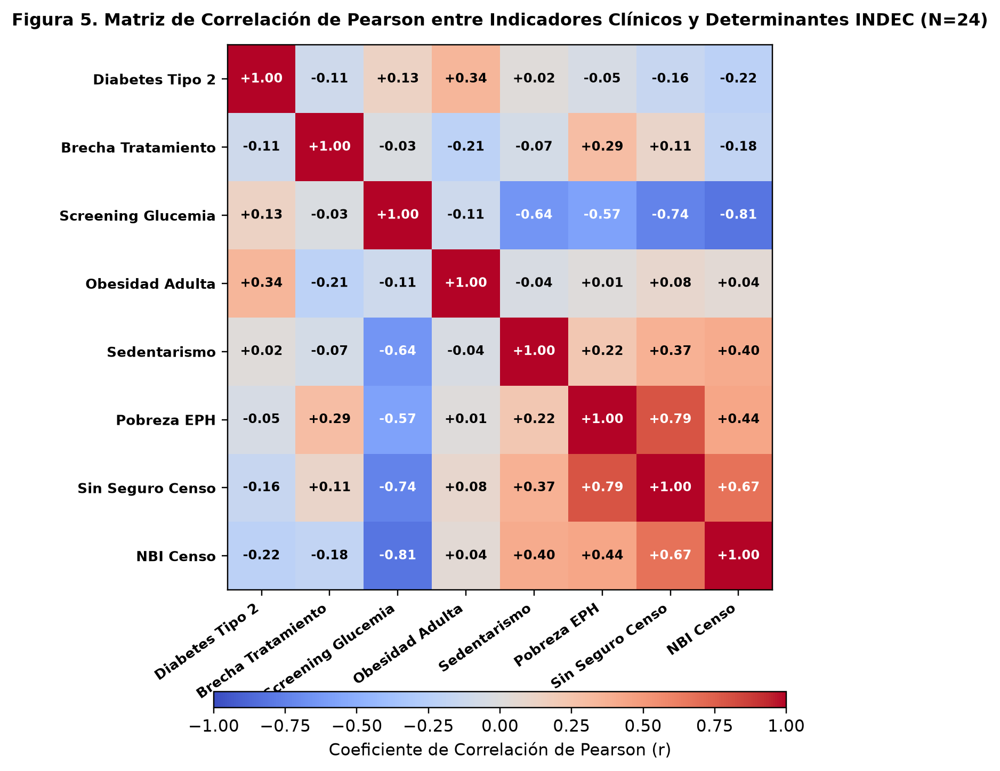 Figura 5. Matriz de Correlación de Pearson entre Indicadores Clínicos y Determinantes INDEC (N=24)
Diabetes Tipo 2 +1.00 -0.11 +0.13 +0.34 +0.02 -0.05 -0.16 -0.22
Brecha Tratamiento -0.11 +1.00 -0.03 -0.21 -0.07 +0.29 +0.11 -0.18
Screening Glucemia +0.13 -0.03 +1.00 -0.11 -0.64 -0.57 -0.74 -0.81
Obesidad Adulta +0.34 -0.21 -0.11 +1.00 -0.04 +0.01 +0.08 +0.04
Sedentarismo +0.02 -0.07 -0.64 -0.04 +1.00 +0.22 +0.37 +0.40
Pobreza EPH -0.05 +0.29 -0.57 +0.01 +0.22 +1.00 +0.79 +0.44
Sin Seguro Censo -0.16 +0.11 -0.74 +0.08 +0.37 +0.79 +1.00 +0.67
NBI Censo -0.22 -0.18 -0.81 +0.04 +0.40 +0.44 +0.67 +1.00
Diabetes Tipo 2
Brecha Tratamiento
Screening Glucemia
Obesidad Adulta
Sedentarismo
Pobreza EPH
Sin Seguro Censo
NBI Censo
−1.00 −0.75 −0.50 −0.25 0.00 0.25 0.50 0.75 1.00
Coeficiente de Correlación de Pearson (r)